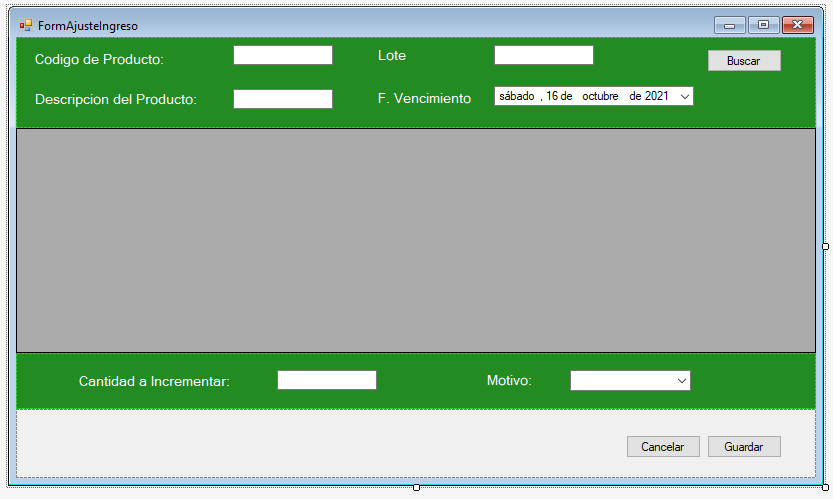 FormAjusteIngreso
Codigo de Producto:
Lote
Buscar
Descripcion del Producto:
F. Vencimiento
sábado , 16 de octubre de 2021
Cantidad a Incrementar:
Motivo:
Cancelar
Guardar